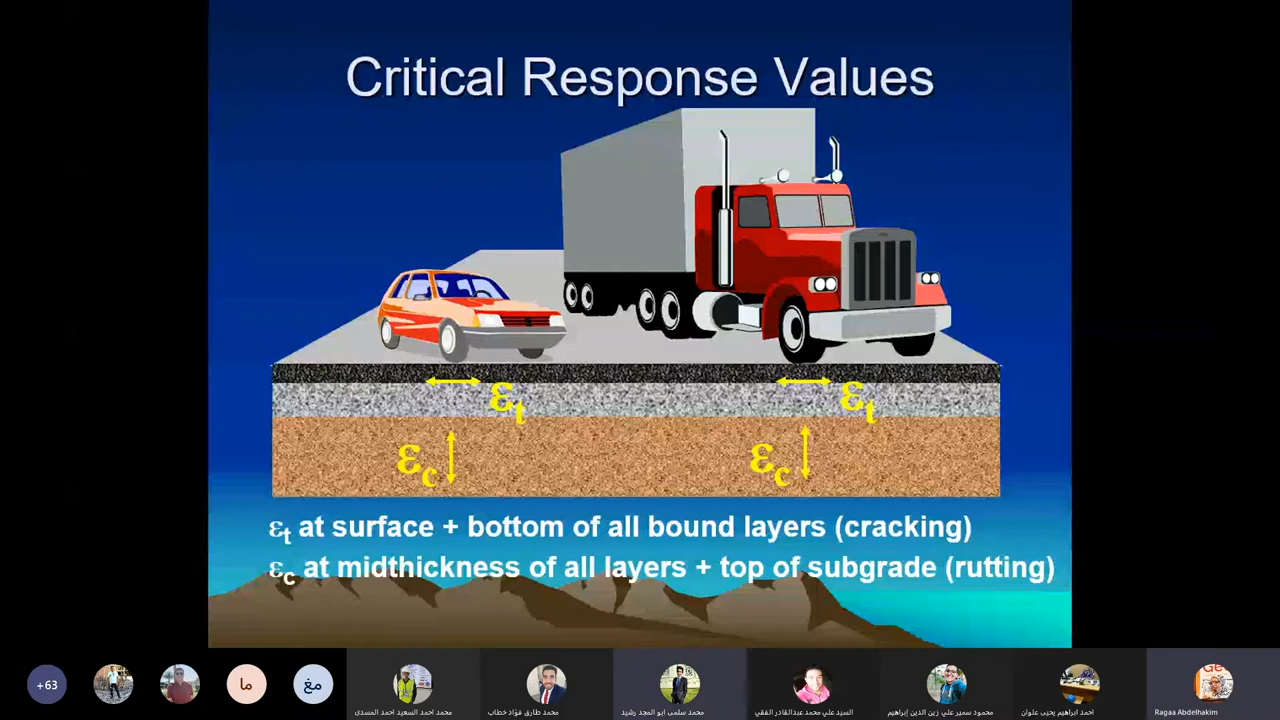 Critical Response Values
εt
εt
εc
εc
εt at surface + bottom of all bound layers (cracking)
εc at midthickness of all layers + top of subgrade (rutting)
+63
ما
مغ
محمد احمد السعيد احمد المسدى
محمد طارق فؤاد خطاب
محمد سلمى ابو المجد رشيد
السيد علي محمد عبدالقادر الفقي
محمود سمير علي زين الدين إبراهيم
احمد ابراهيم يحيى علوان
Ragaa Abdelhakim